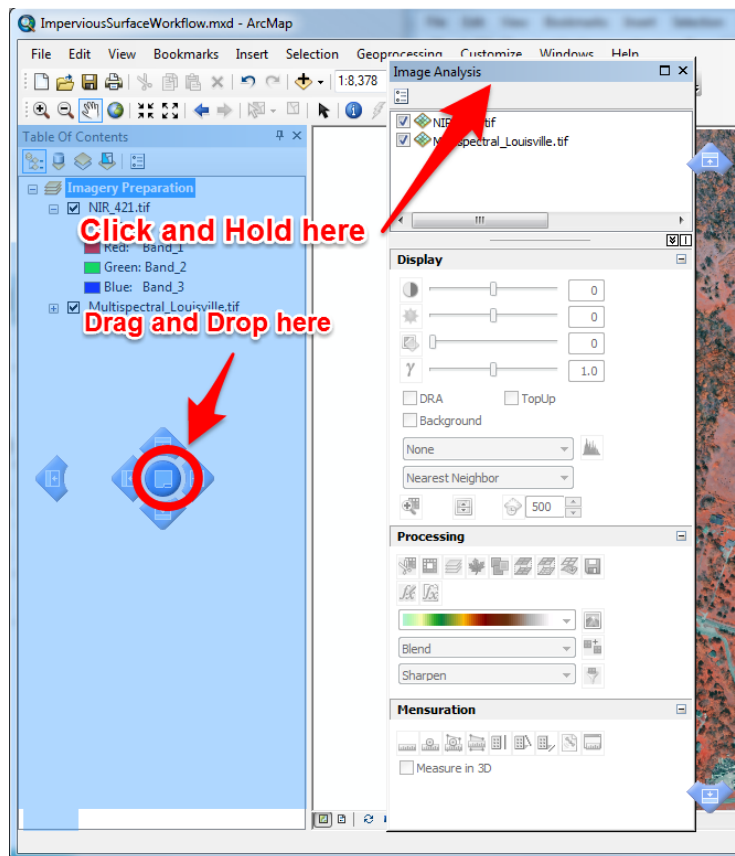 ImperviousSurfaceWorkflow.mxd - ArcMap
File Edit View Bookmarks Insert Selection Geoprocessing Customize Windows Help
1:8,378
Image Analysis
Table Of Contents
NIR tif
Multispectral_Louisville.tif
Imagery Preparation
NIR_421.tif
Click and Hold here
Red: Band_1
Green: Band_2
Blue: Band_3
Multispectral_Louisville.tif
Drag and Drop here
Display
0
0
0
1.0
DRA TopUp
Background
None
Nearest Neighbor
500
Processing
Blend
Sharpen
Mensuration
Measure in 3D